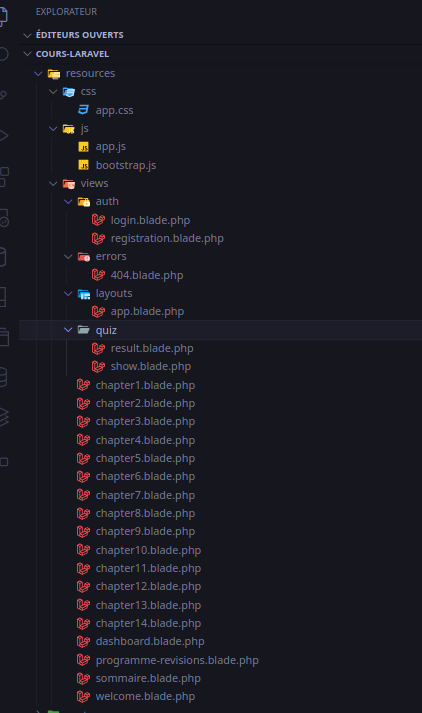 EXPLORATEUR
ÉDITEURS OUVERTS
COURS-LARAVEL
resources
css
app.css
js
app.js
bootstrap.js
views
auth
login.blade.php
registration.blade.php
errors
404.blade.php
layouts
app.blade.php
quiz
result.blade.php
show.blade.php
chapter1.blade.php
chapter2.blade.php
chapter3.blade.php
chapter4.blade.php
chapter5.blade.php
chapter6.blade.php
chapter7.blade.php
chapter8.blade.php
chapter9.blade.php
chapter10.blade.php
chapter11.blade.php
chapter12.blade.php
chapter13.blade.php
chapter14.blade.php
dashboard.blade.php
programme-revisions.blade.php
sommaire.blade.php
welcome.blade.php